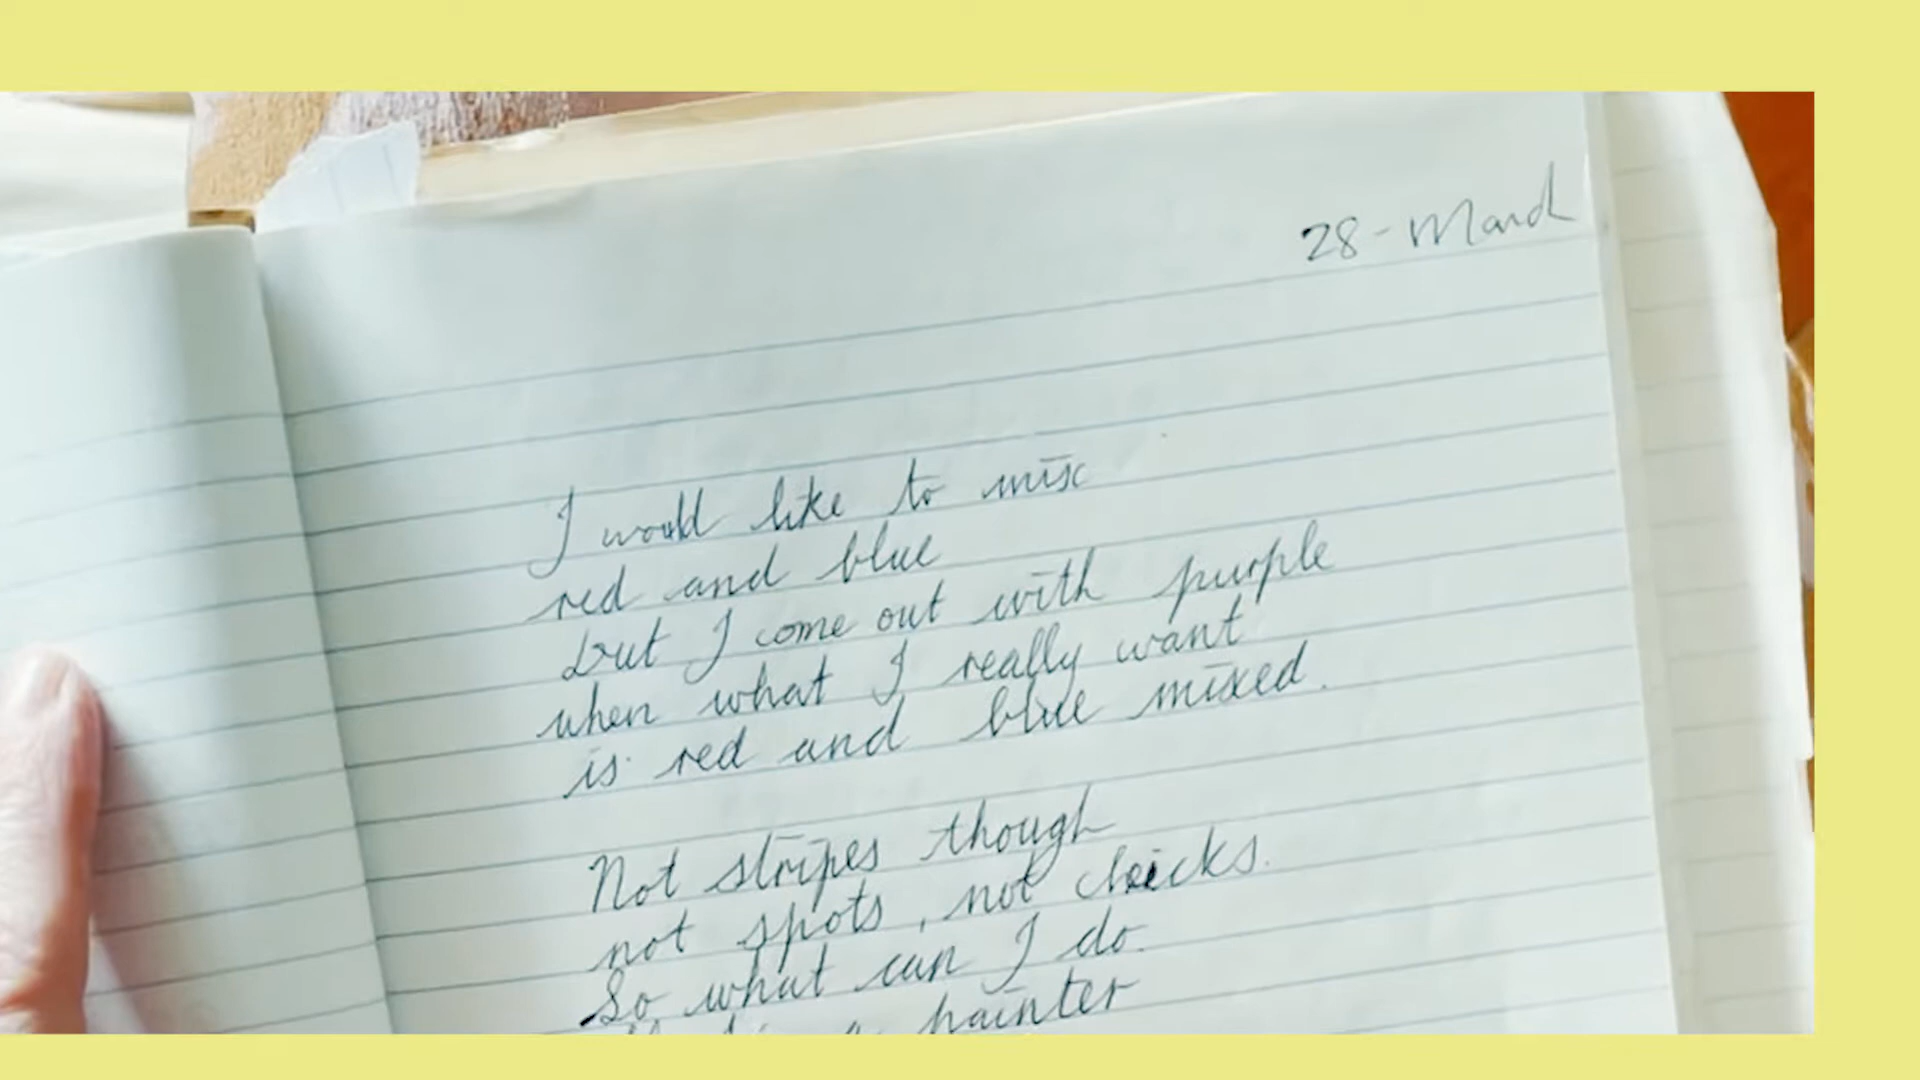 28 - March
I would like to mix
red and blue
but I come out with purple
when what I really want
is red and blue mixed.
Not stripes though
not spots, not checks.
So what can I do.
painter